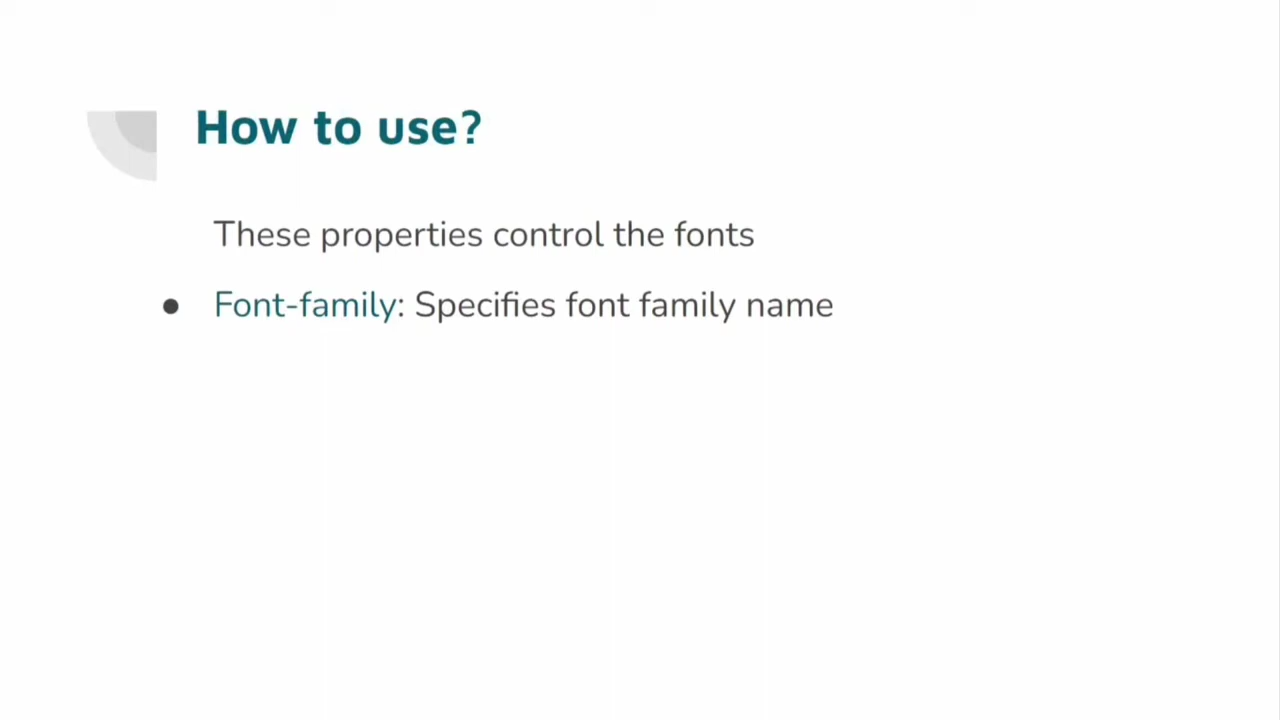 How to use?
These properties control the fonts
● Font-family: Specifies font family name